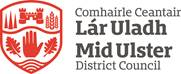 Comhairle Ceantair
Lár Uladh
Mid Ulster
District Council